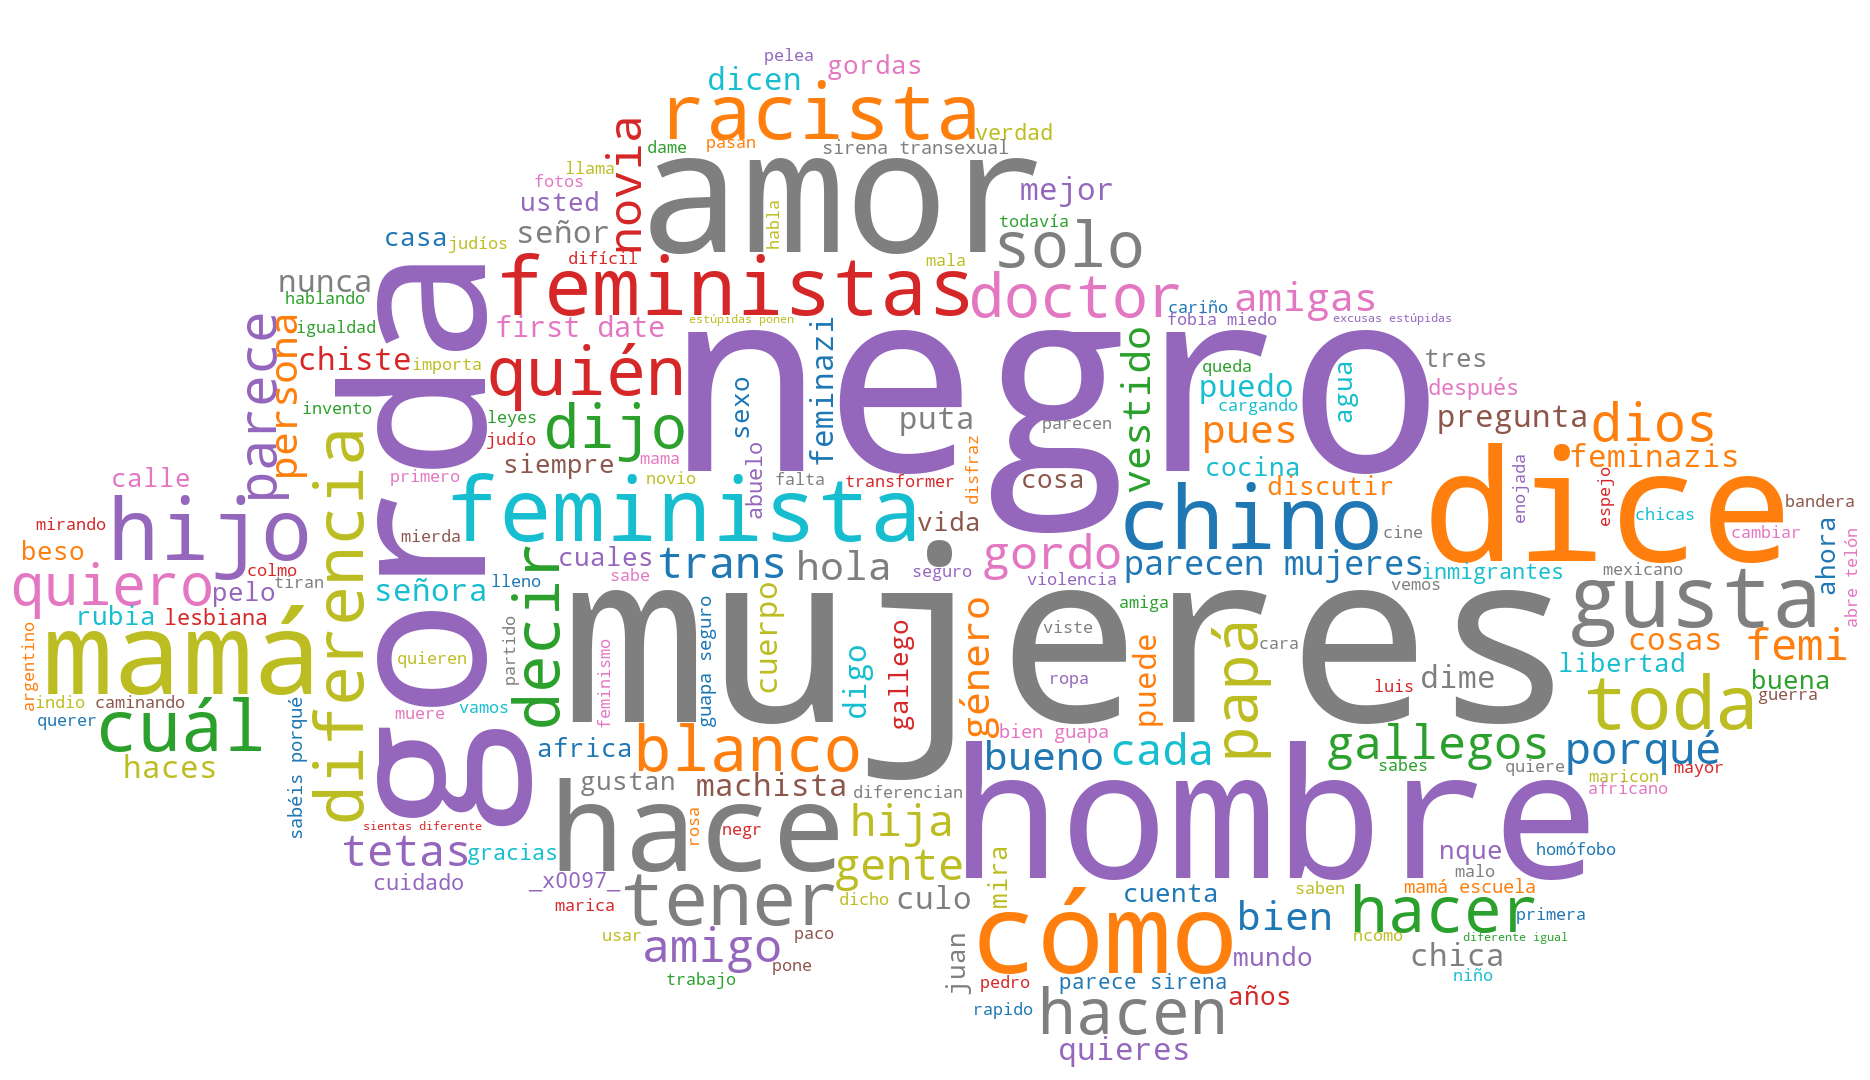 pelea
dicen
gordas
racista
novia
dame
pasan
verdad
sirena transexual
amor
llama
fotos
usted
mejor
señor
habla
todavía
solo
casa
judíos
difícil
mala
nunca
gorda
feministas
doctor
cariño
amigas
hablando
igualdad
first date
estúpidas ponen
fobia miedo
excusas estúpidas
parece
persona
chiste
importa
quién
feminazi
negro
vestido
queda
tres
puedo
agua
después
invento
leyes
dijo
sexo
puta
parecen
cargando
pues
pregunta
dios
diferencia
judío
mama
siempre
abuelo
disfraz
cocina
feminazis
calle
primero
novio
falta
transformer
cosa
discutir
enojada
espejo
dice
hijo
feminista
chino
bandera
mirando
mierda
vida
cine
chicas
cambiar
ahora
beso
colmo
cuales
trans
hola
gordo
parecen mujeres
inmigrantes
mexicano
abre telón
quiero
tiran
pelo
señora
lleno
sabe
seguro
violencia
vemos
gusta
rubia
lesbiana
decir
guapa seguro
amiga
argentino
mamá
quieren
partido
feminismo
cuerpo
digo
gallego
género
mujeres
viste
puede
papá
cara
cosas
femi
libertad
ropa
luis
dime
buena
indio
caminando
querer
cuál
sabéis porqué
muere
vamos
guerra
toda
africa
blanco
bien guapa
bueno
cada
gallegos
porqué
haces
gustan
machista
diferencian
sabes
quiere
maricon
mayor
africano
hace
hombre
sientas diferente
rosa
negr
hija
tetas
gracias
gente
nque
homófobo
cuidado
_x0097_
tener
mira
malo
marica
dicho
culo
cuenta
saben
mamá escuela
cómo
bien
hacer
primera
usar
amigo
paco
juan
ncomo
diferente igual
pone
mundo
chica
trabajo
pedro
parece sirena
niño
rapido
hacen
años
quieres